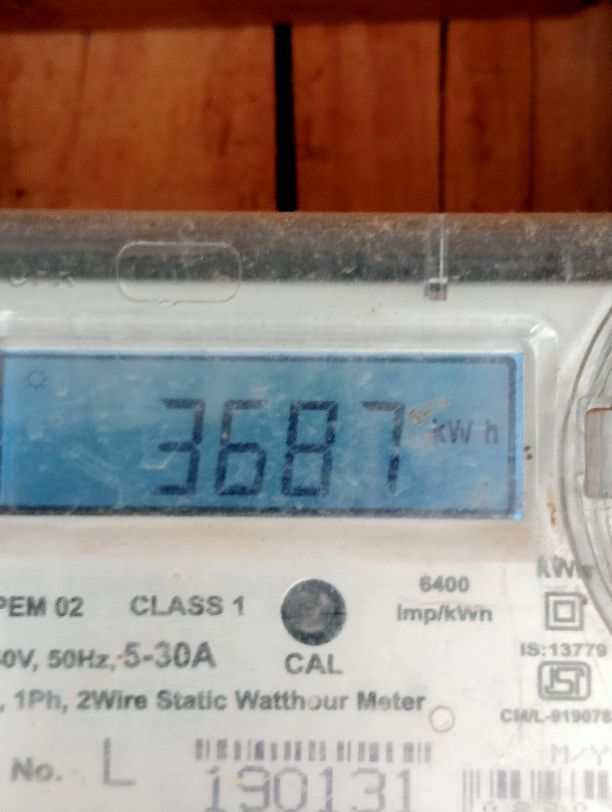 3687 kW h
PEM 02 CLASS 1
6400
Imp/kWh
0V, 50Hz, 5-30A
CAL
IS:13779
, 1Ph, 2Wire Static Watthour Meter
CM/L-919078
No. L
190131
M/Y